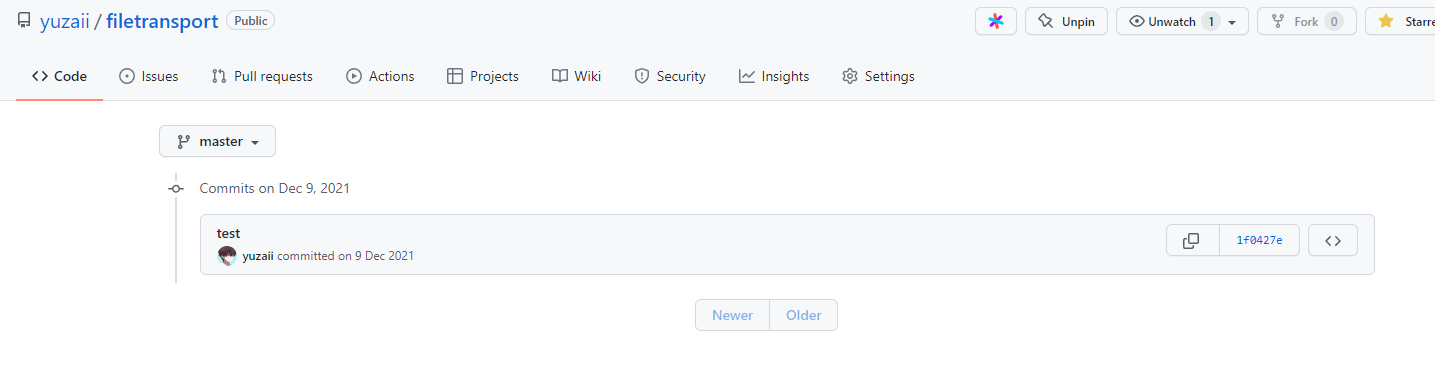 yuzaii / filetransport Public Unpin Unwatch 1 Fork 0 Starre
Code Issues Pull requests Actions Projects Wiki Security Insights Settings
master
Commits on Dec 9, 2021
test
1f0427e
yuzaii committed on 9 Dec 2021
Newer Older